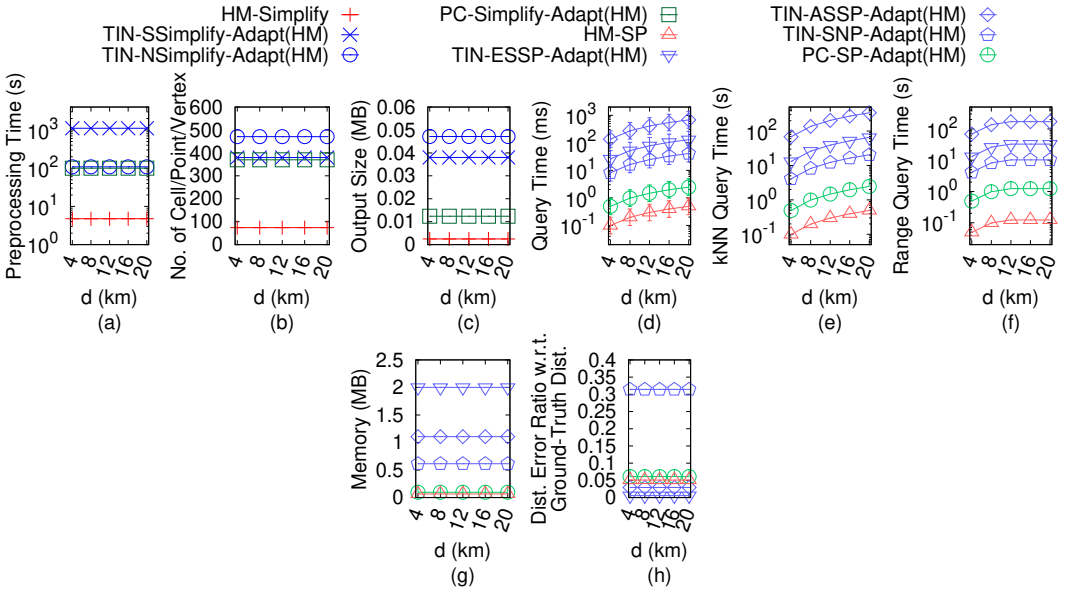 HM-Simplify
TIN-SSimplify-Adapt(HM)
TIN-NSimplify-Adapt(HM)
PC-Simplify-Adapt(HM)
HM-SP
TIN-ESSP-Adapt(HM)
TIN-ASSP-Adapt(HM)
TIN-SNP-Adapt(HM)
PC-SP-Adapt(HM)
Preprocessing Time (s)
10^3
10^2
10^1
10^0
4 8 12 16 20
d (km)
(a)
No. of Cell/Point/Vertex
600
500
400
300
200
100
0
4 8 12 16 20
d (km)
(b)
Output Size (MB)
0.06
0.05
0.04
0.03
0.02
0.01
0
4 8 12 16 20
d (km)
(c)
Query Time (ms)
10^3
10^2
10^1
10^0
10^-1
4 8 12 16 20
d (km)
(d)
kNN Query Time (s)
10^2
10^1
10^0
10^-1
4 8 12 16 20
d (km)
(e)
Range Query Time (s)
10^2
10^1
10^0
10^-1
4 8 12 16 20
d (km)
(f)
Memory (MB)
2.5
2
1.5
1
0.5
0
4 8 12 16 20
d (km)
(g)
Dist. Error Ratio w.r.t.
Ground-Truth Dist.
0.4
0.35
0.3
0.25
0.2
0.15
0.1
0.05
0
4 8 12 16 20
d (km)
(h)